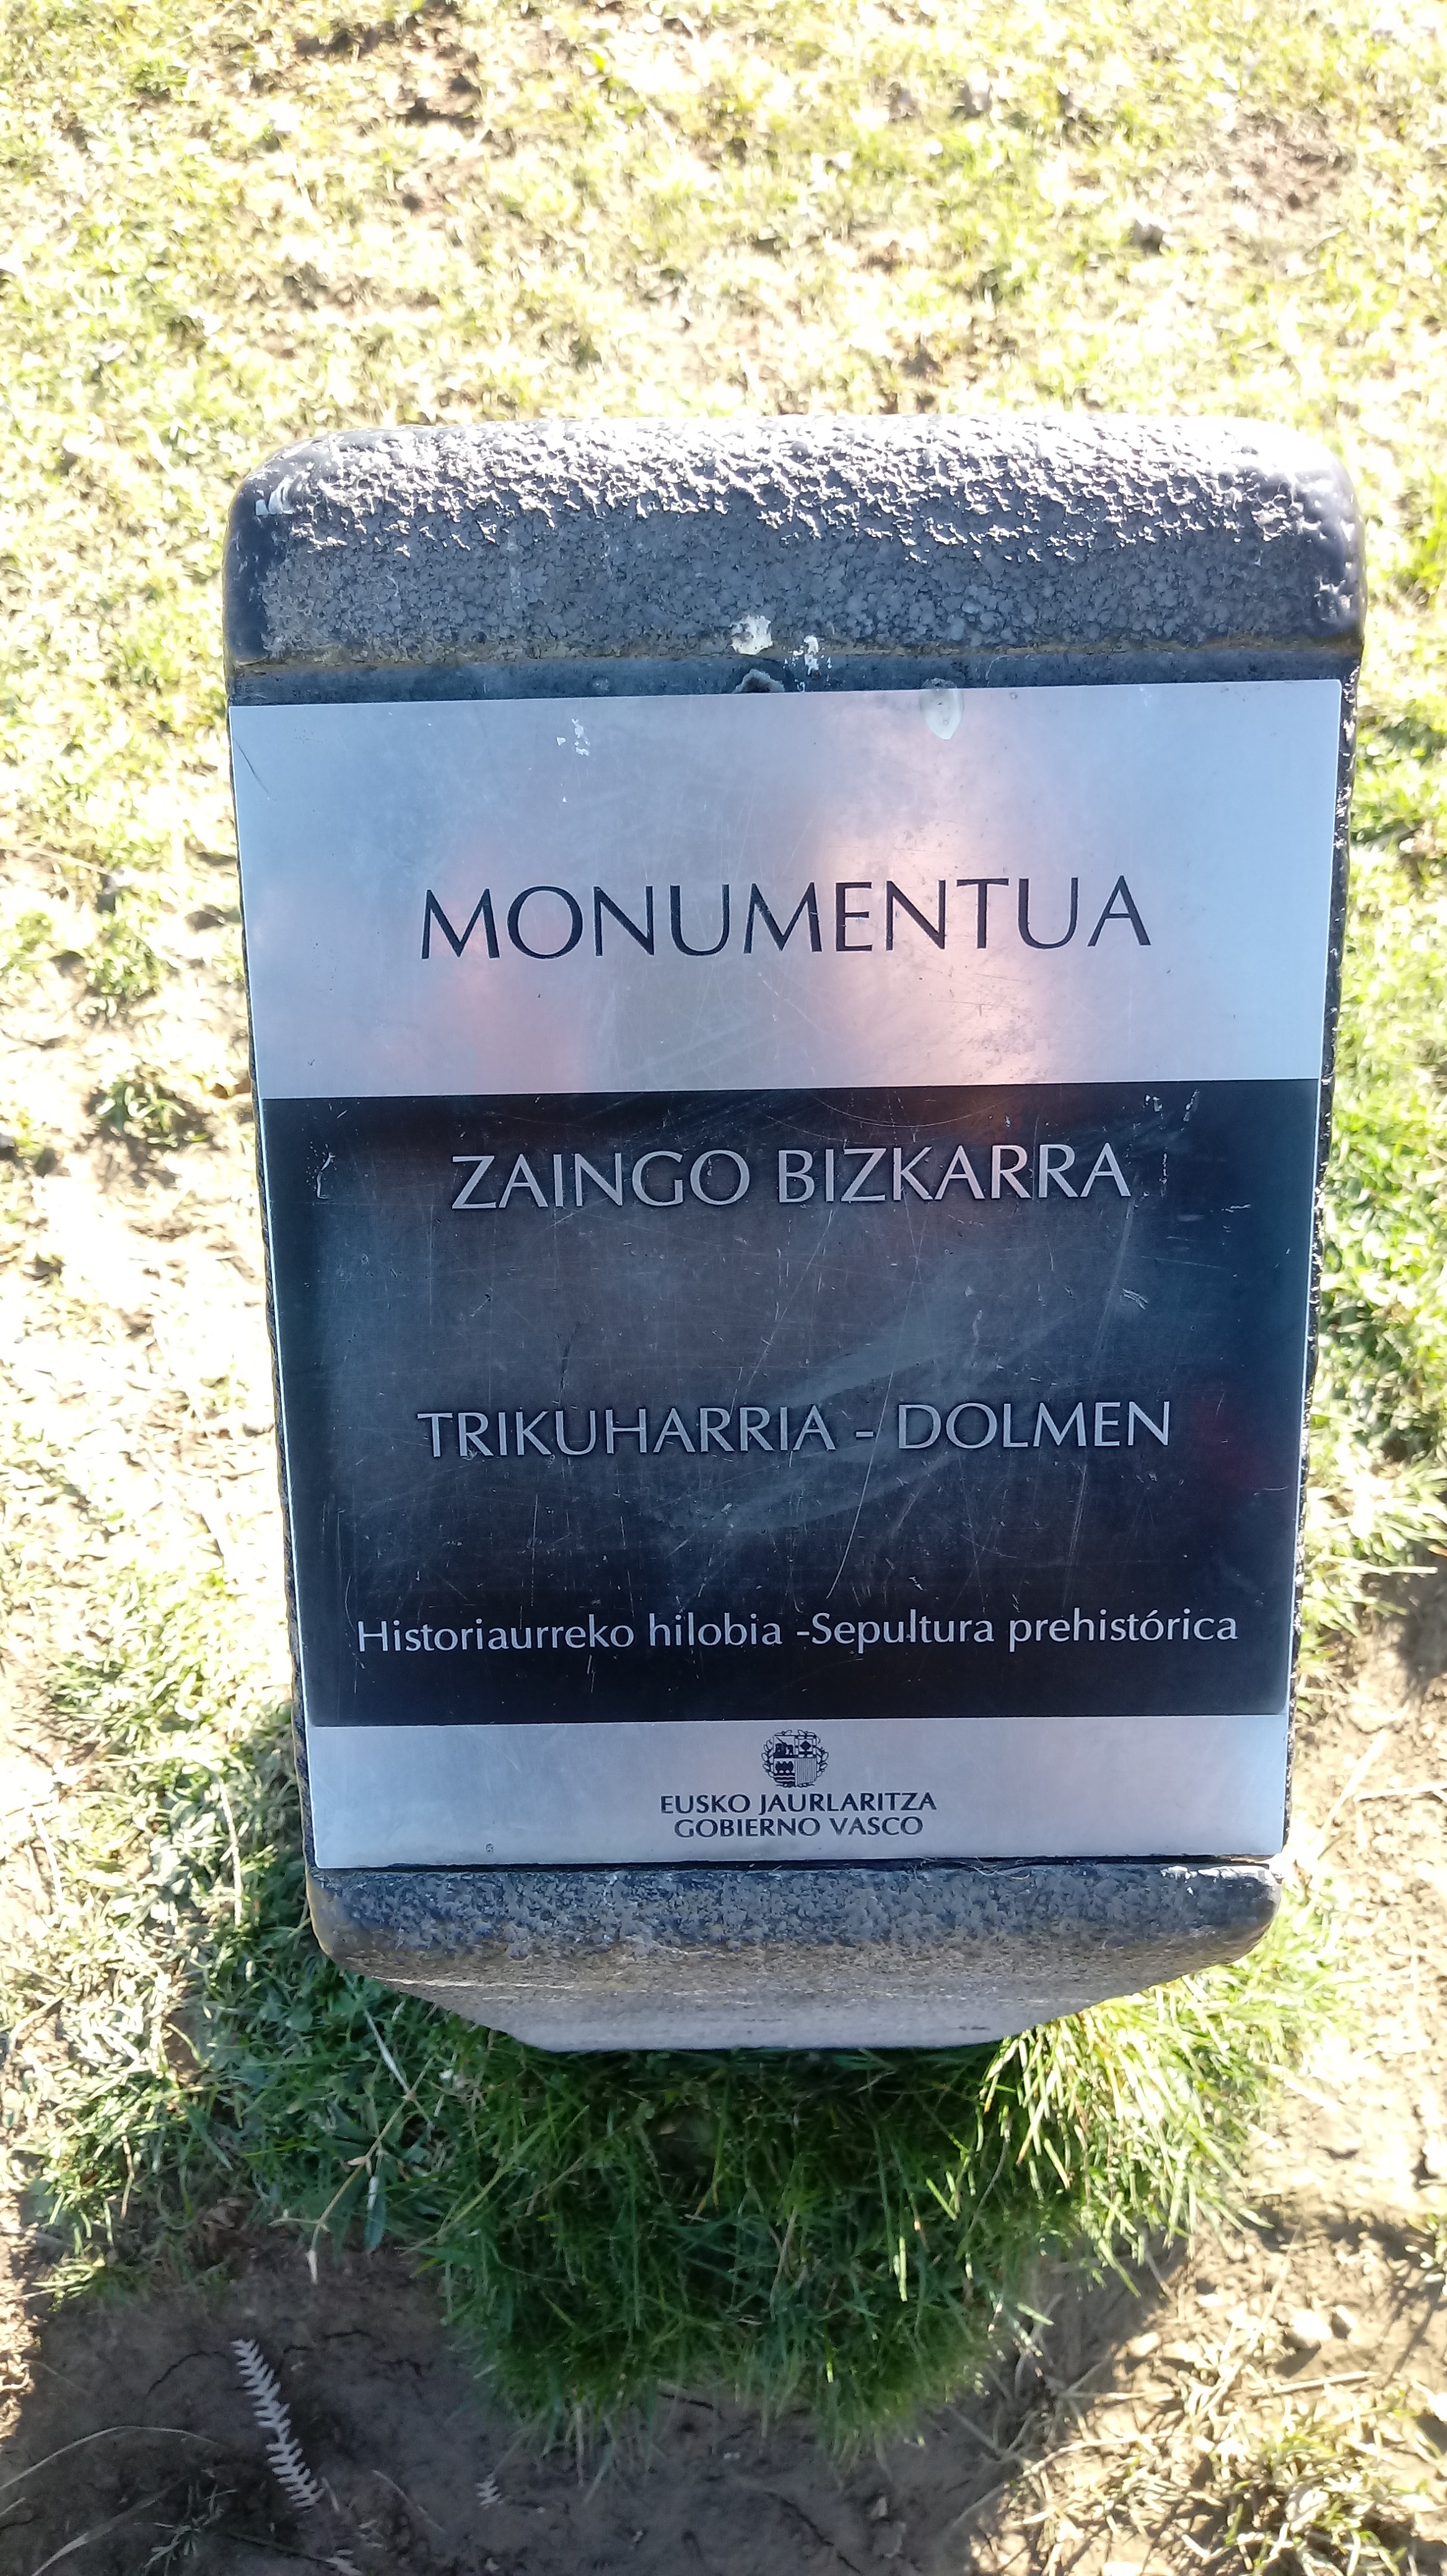 MONUMENTUA
ZAINGO BIZKARRA
TRIKUHARRIA - DOLMEN
Historiaurreko hilobia -Sepultura prehistórica
EUSKO JAURLARITZA
GOBIERNO VASCO